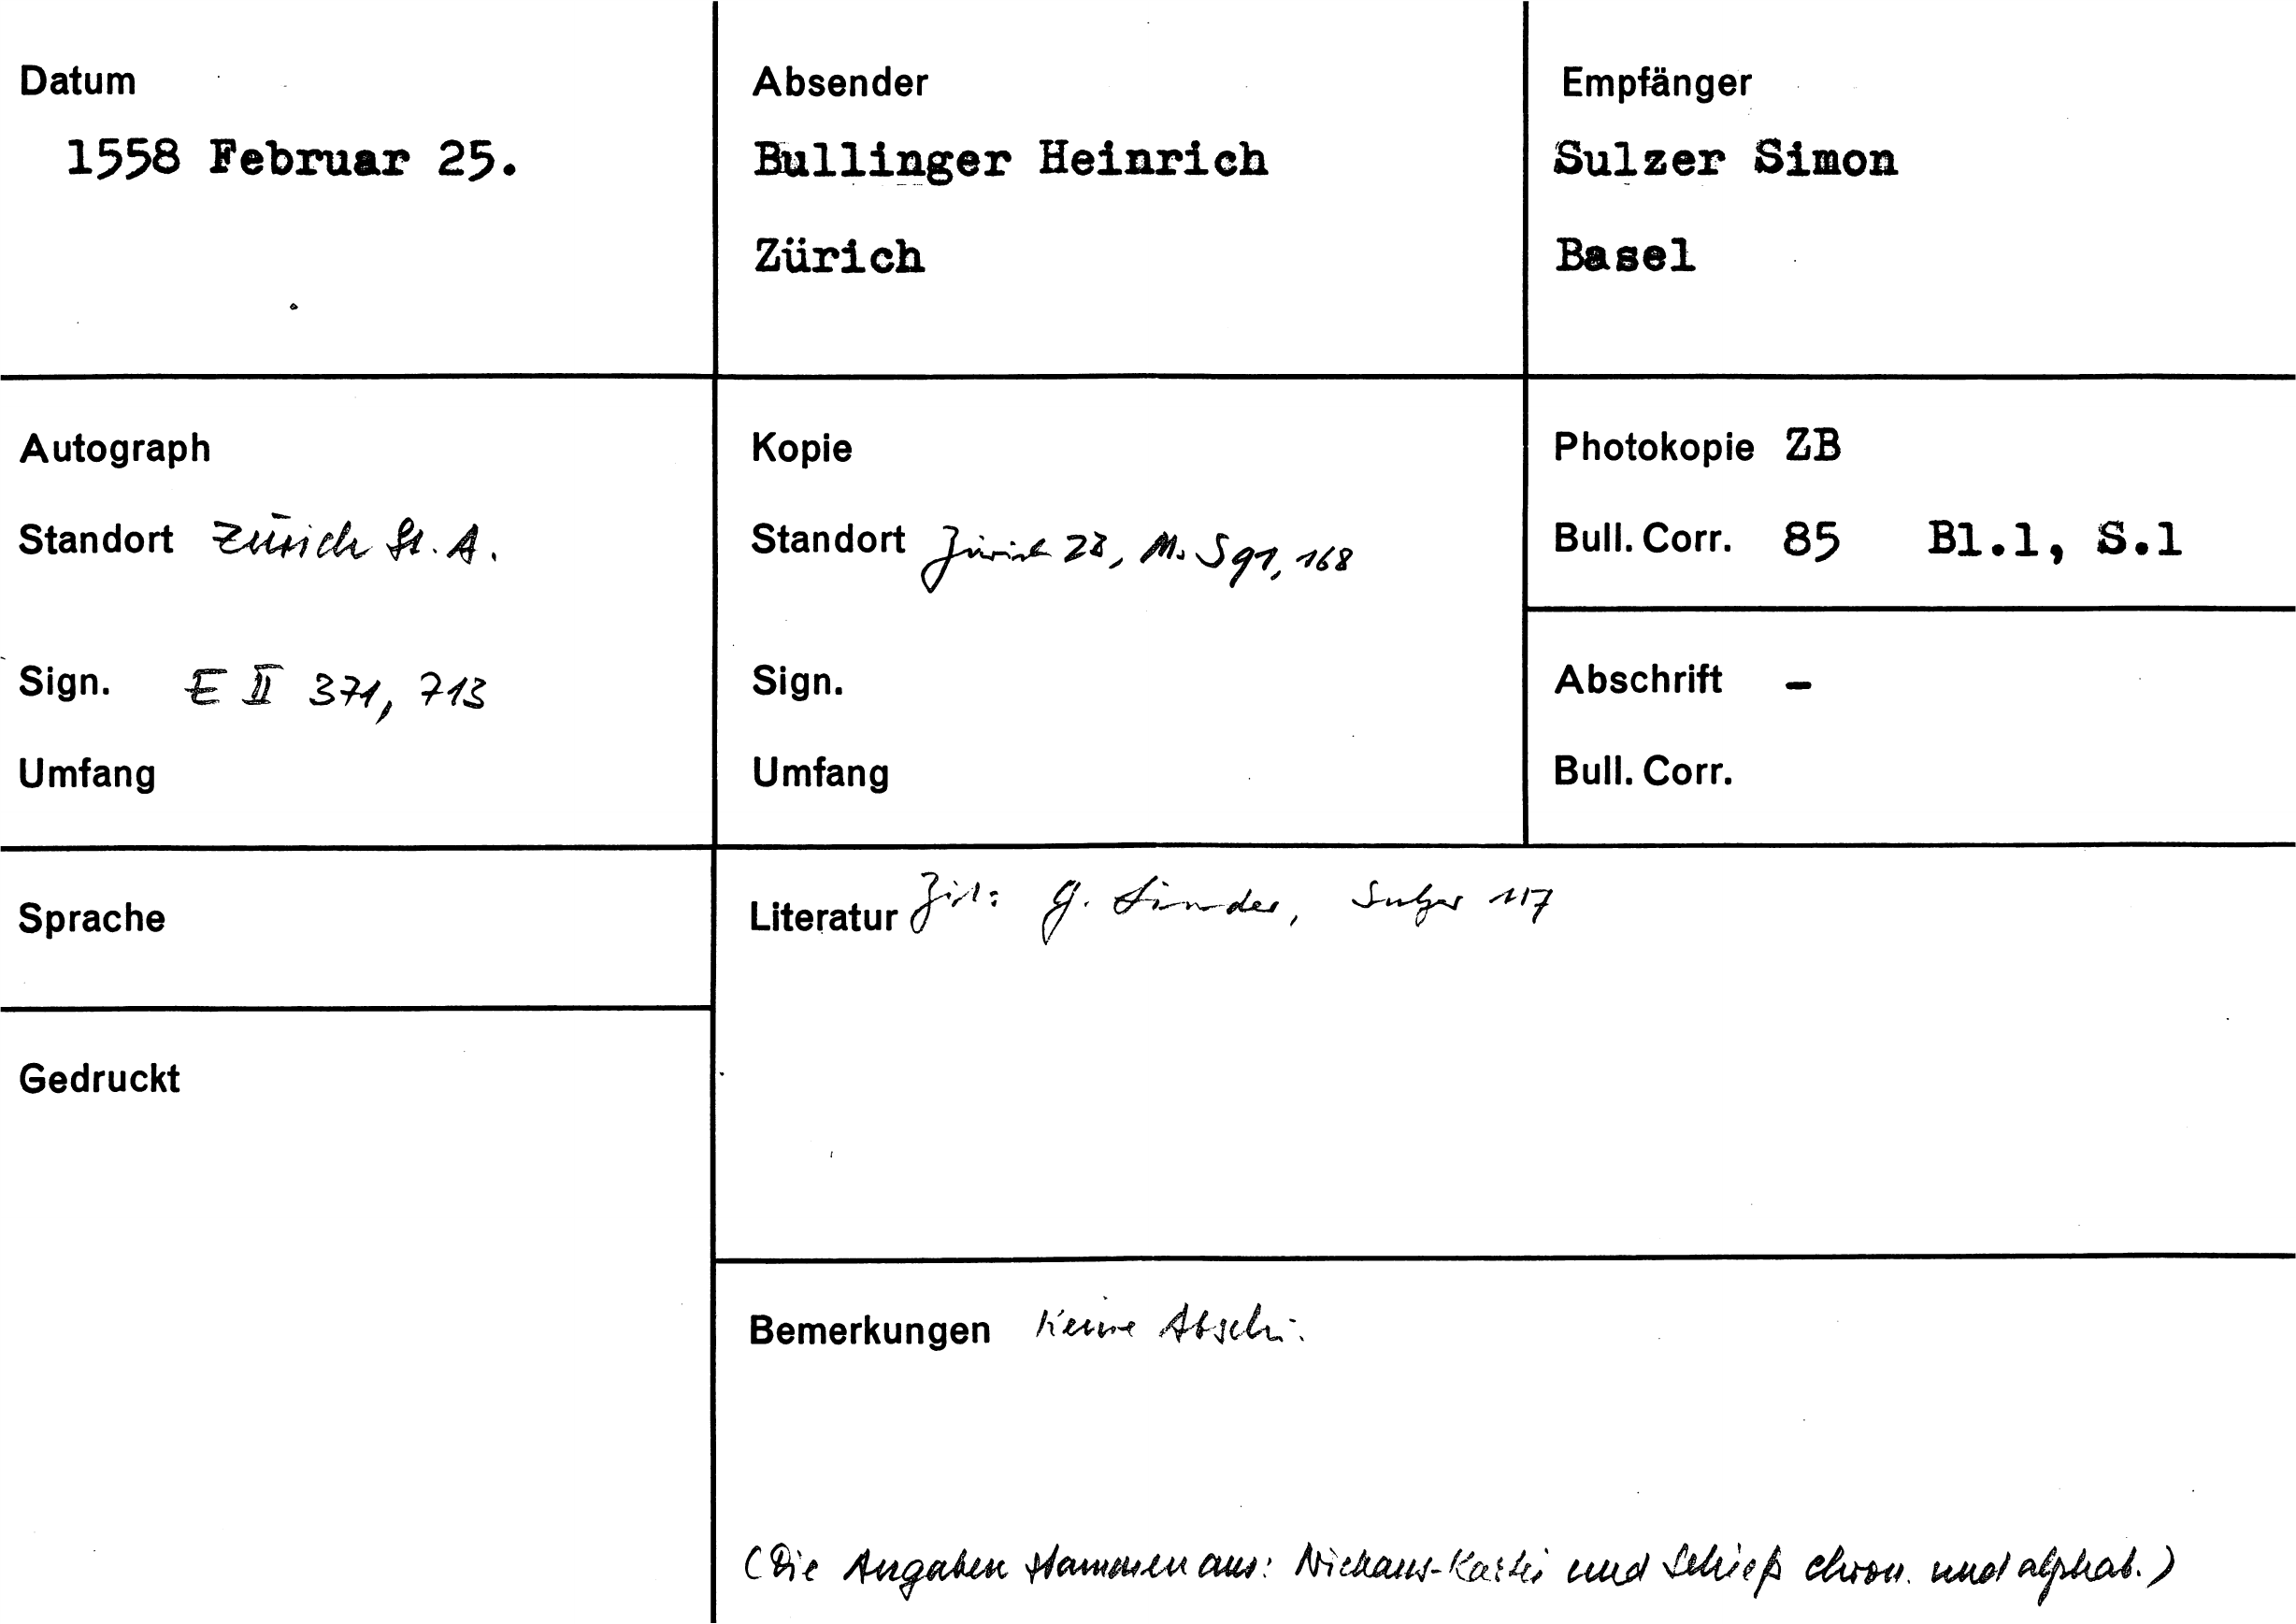 Datum
1558 Februar 25.
Absender
Bullinger Heinrich
Zürich
Empfänger
Sulzer Simon
Basel
Autograph
Standort Zürich St. A.
Sign. E II 371, 713
Umfang
Kopie
Standort Zürich ZB, Ms S 91, 168
Sign.
Umfang
Photokopie ZB
Bull. Corr. 85 Bl.1, S.1
Abschrift -
Bull. Corr.
Sprache
Gedruckt
Literatur Zit: G. Linder, Sulzer 117
Bemerkungen Keine Abschr.
(Die Angaben stammen aus: Niehaus-Kartei und Schieß chron. und alphab.)